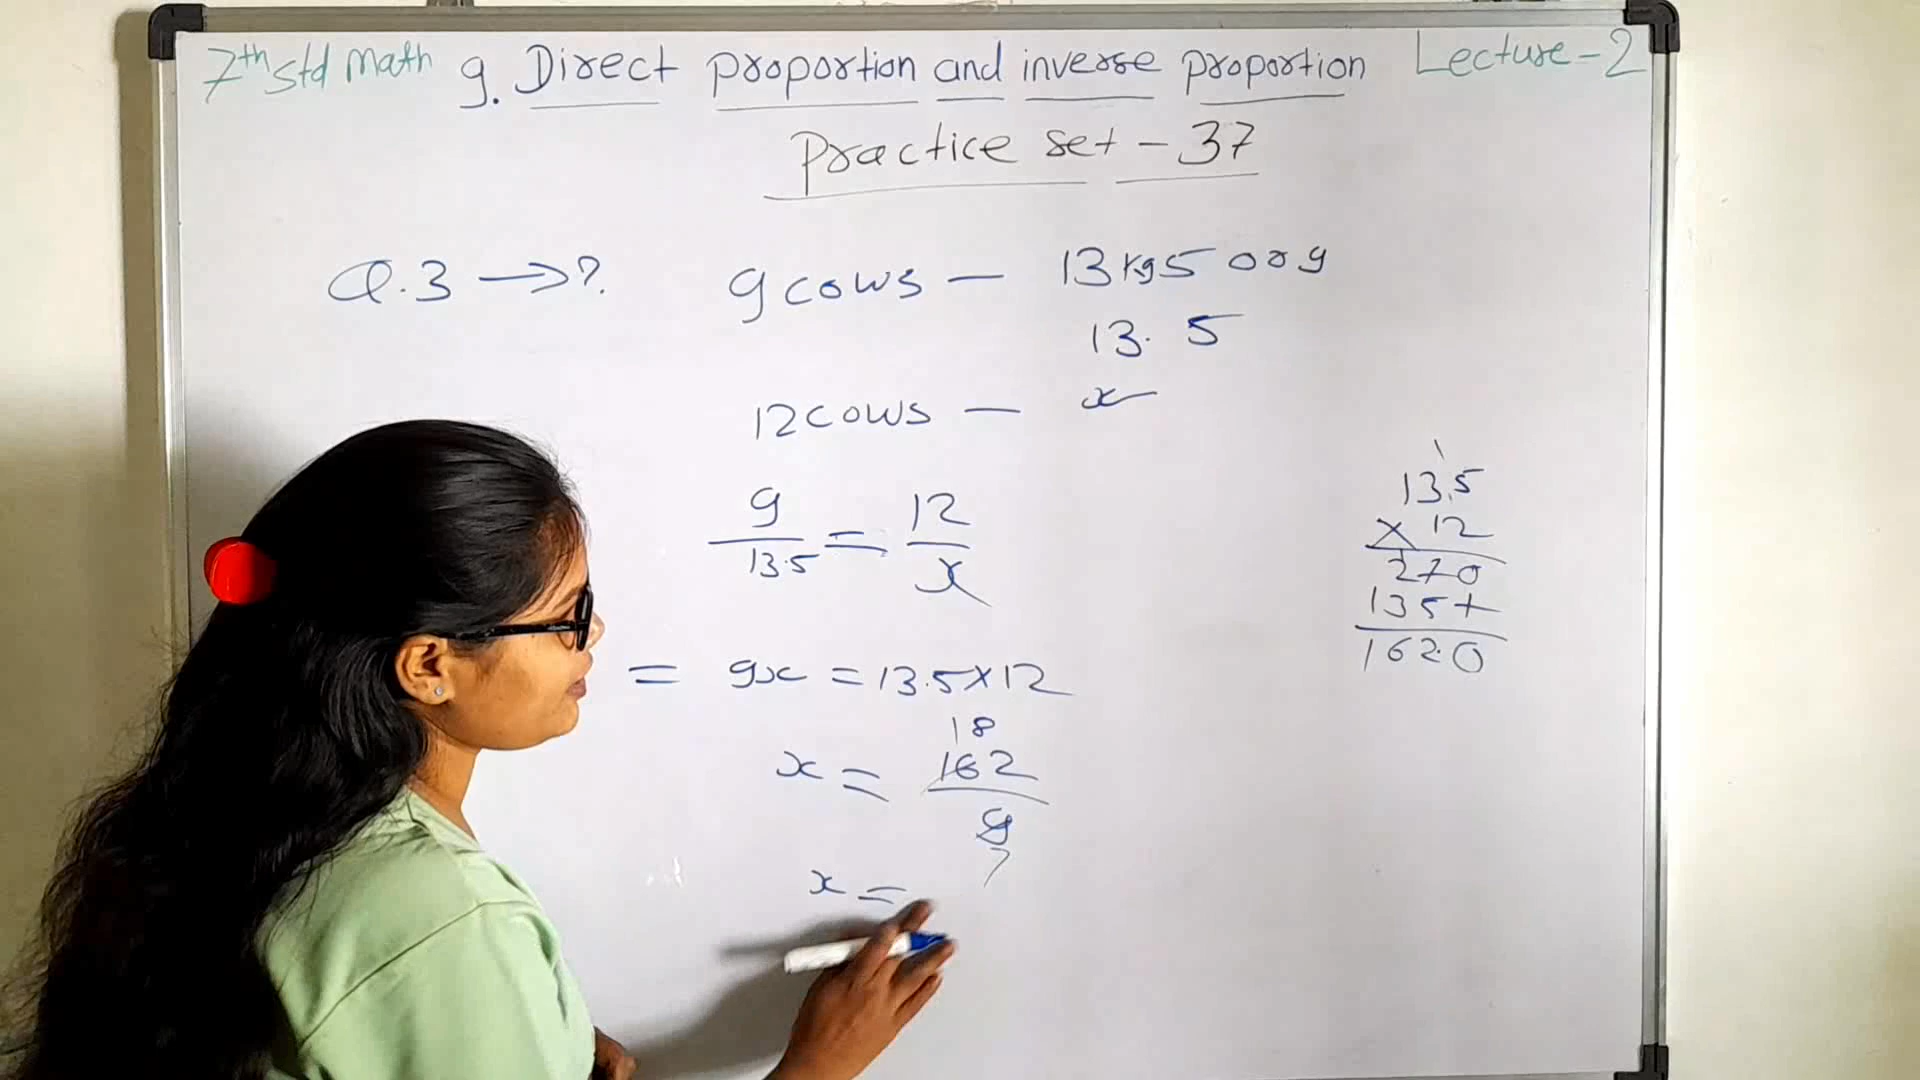 7th std Math 9. Direct proportion and inverse proportion Lecture - 2
Practice set - 37
Q.3 → ? 9 cows — 13 kg 500 g
13.5
12 cows — x
9/13.5 = 12/x
= 9x = 13.5 × 12
18
x = 162/9
x =
1
13.5
× 12
270
135+
162.0